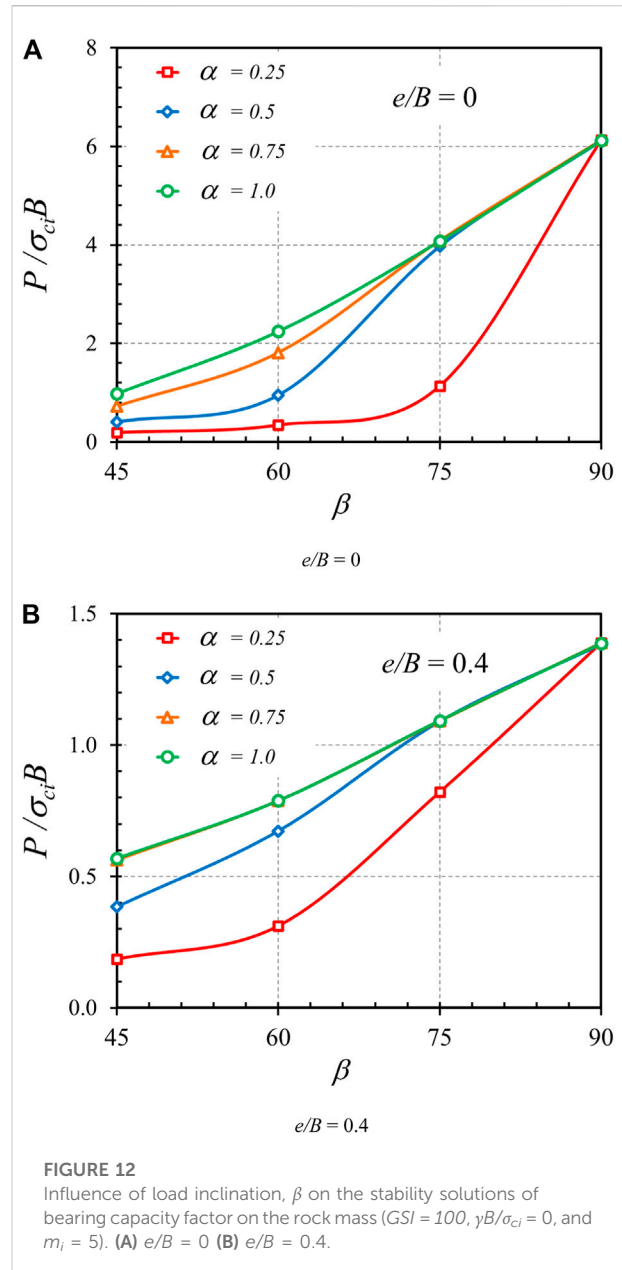 A
α = 0.25
α = 0.5
α = 0.75
α = 1.0
e/B = 0
P/σciB
8
6
4
2
0
45 60 75 90
β
e/B = 0
B
α = 0.25
α = 0.5
α = 0.75
α = 1.0
e/B = 0.4
P/σciB
1.5
1.0
0.5
0.0
45 60 75 90
β
e/B = 0.4
FIGURE 12
Influence of load inclination, β on the stability solutions of
bearing capacity factor on the rock mass (GSI = 100, γB/σci = 0, and
mi = 5). (A) e/B = 0 (B) e/B = 0.4.